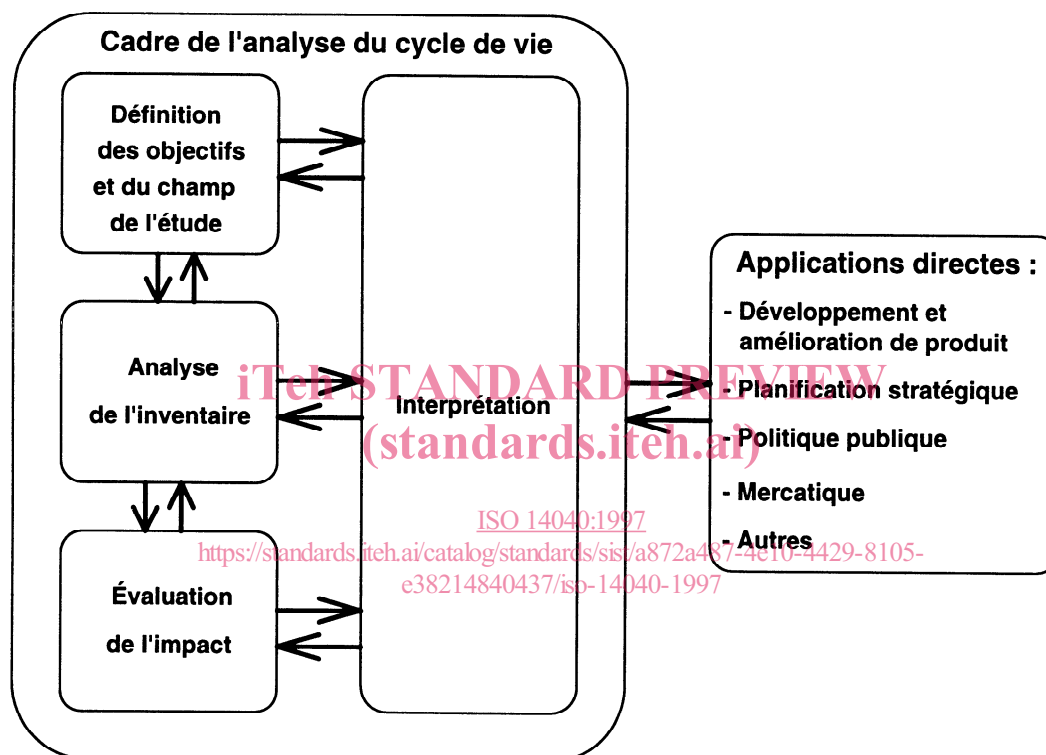 Cadre de l'analyse du cycle de vie
Définition
des objectifs
et du champ
de l'étude
Analyse
de l'inventaire
Évaluation
de l'impact
Interprétation
Applications directes :
- Développement et
amélioration de produit
- Planification stratégique
- Politique publique
- Mercatique
- Autres
iTeh STANDARD PREVIEW
(standards.iteh.ai)
ISO 14040:1997
https://standards.iteh.ai/catalog/standards/sist/a872a487-4e10-4429-8105-
e38214840437/iso-14040-1997